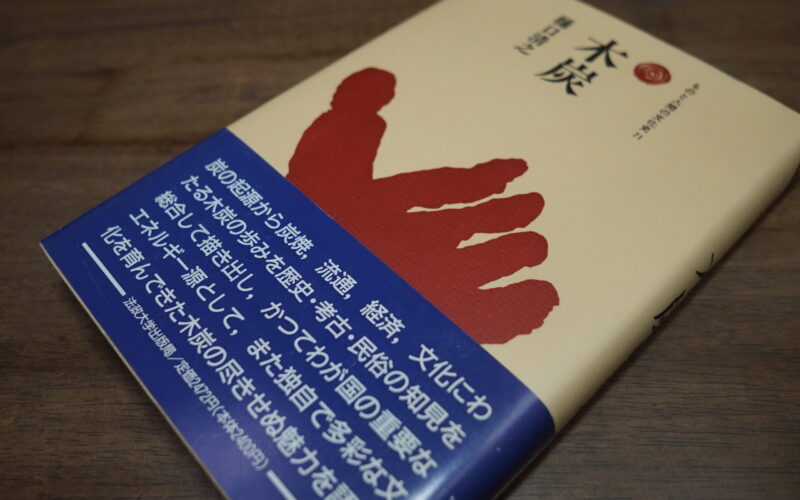 ものと人間の文化史71
木炭
樋口清之
炭の起源から炭焼，流通，経済，文化にわ
たる木炭の歩みを歴史・考古・民俗の知見を
総合して描き出し，かつてわが国の重要な
エネルギー源として，また独自で多彩な文
化を育んできた木炭の尽きせぬ魅力を
法政大学出版局／定価2472円(本体2400円)